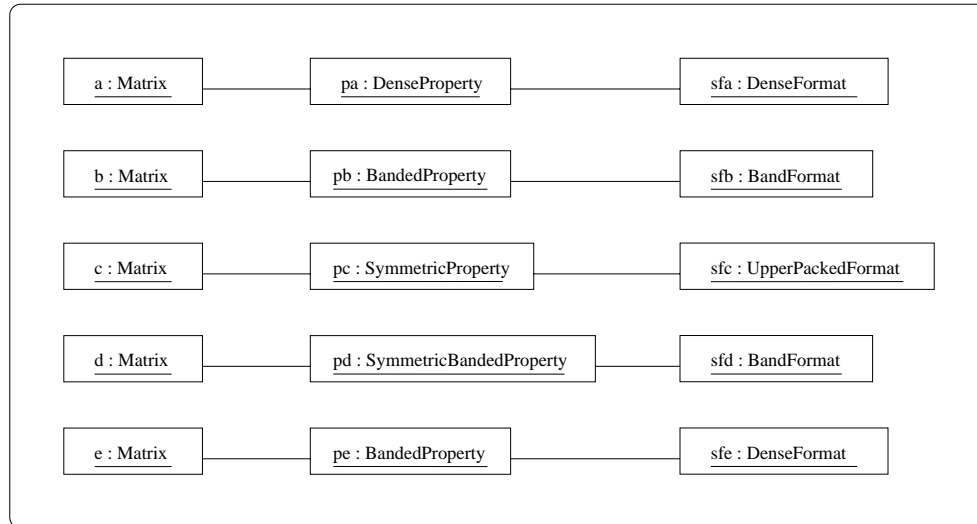 a : Matrix pa : DenseProperty sfa : DenseFormat
b : Matrix pb : BandedProperty sfb : BandFormat
c : Matrix pc : SymmetricProperty sfc : UpperPackedFormat
d : Matrix pd : SymmetricBandedProperty sfd : BandFormat
e : Matrix pe : BandedProperty sfe : DenseFormat